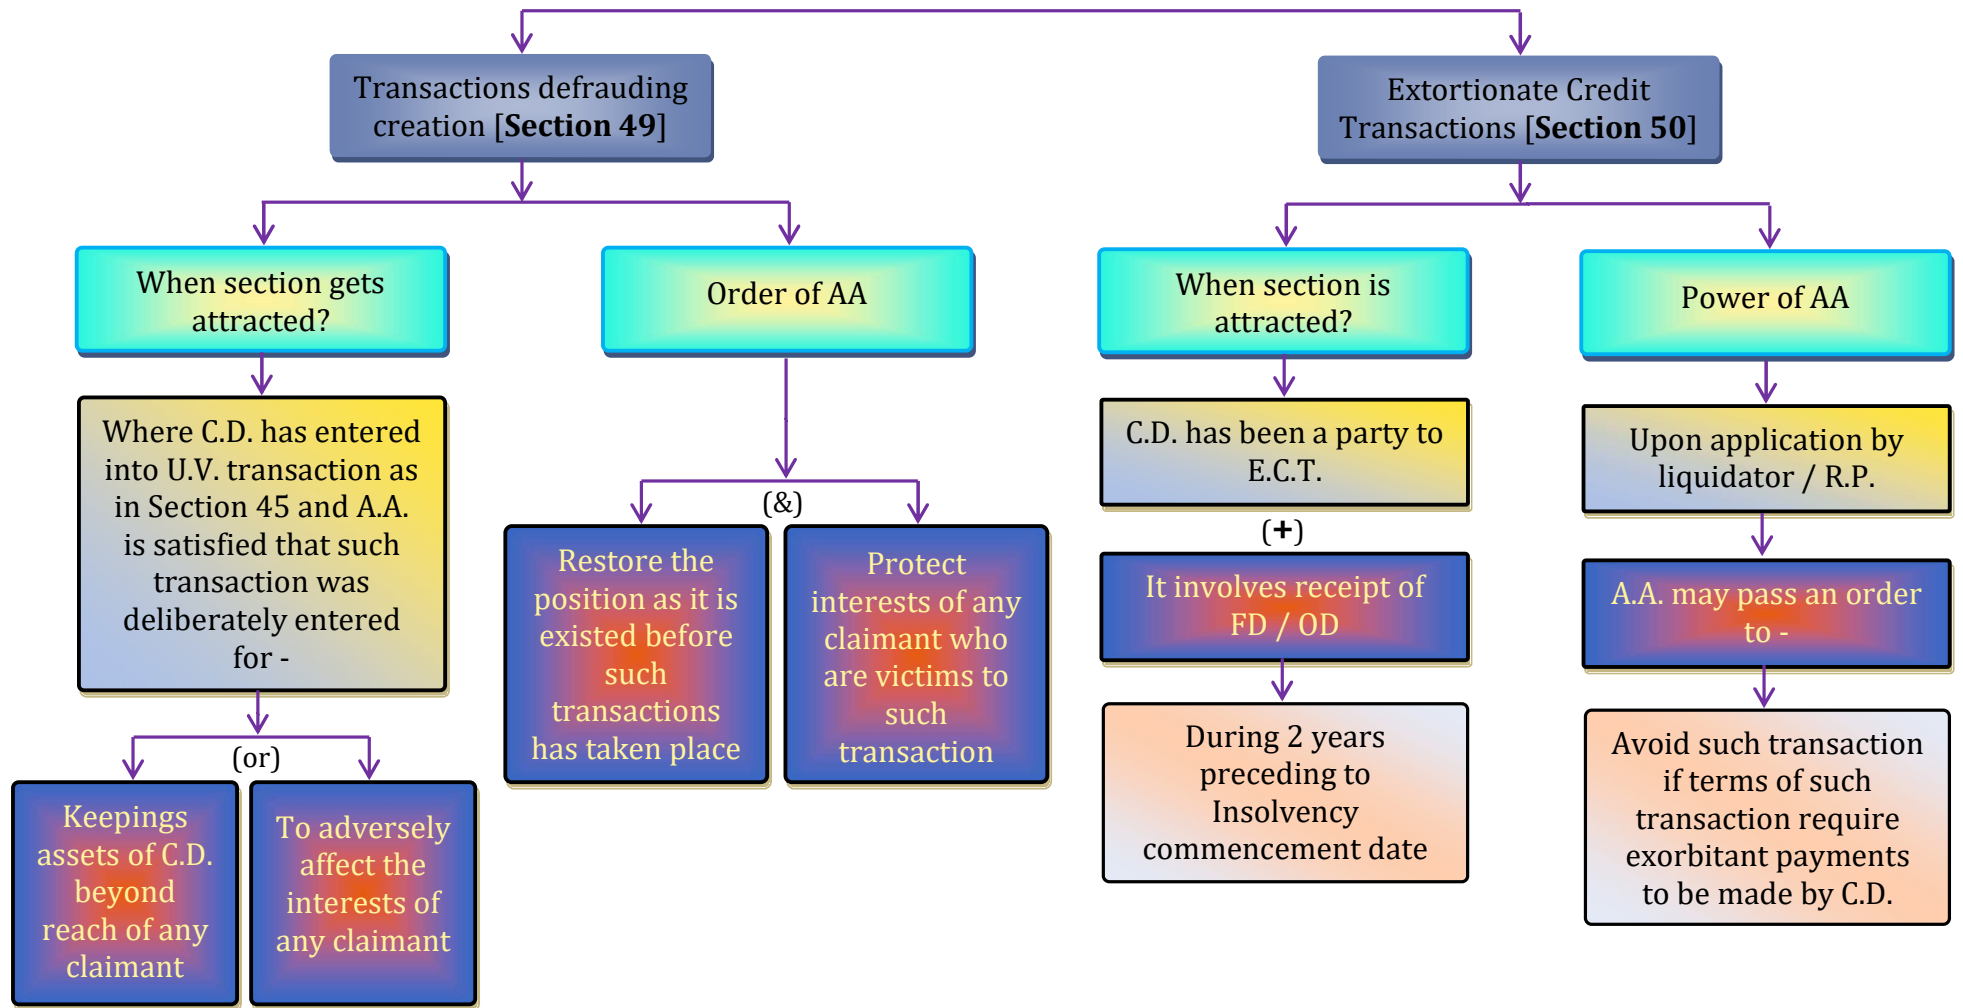 Transactions defrauding
creation [Section 49]
Extortionate Credit
Transactions [Section 50]
When section gets
attracted?
Order of AA
When section is
attracted?
Power of AA
Where C.D. has entered
into U.V. transaction as
in Section 45 and A.A.
is satisfied that such
transaction was
deliberately entered
for -
(or)
Keepings
assets of C.D.
beyond
reach of any
claimant
To adversely
affect the
interests of
any claimant
(&)
Restore the
position as it is
existed before
such
transactions
has taken place
Protect
interests of any
claimant who
are victims to
such
transaction
C.D. has been a party to
E.C.T.
(+)
It involves receipt of
FD / OD
During 2 years
preceding to
Insolvency
commencement date
Upon application by
liquidator / R.P.
A.A. may pass an order
to -
Avoid such transaction
if terms of such
transaction require
exorbitant payments
to be made by C.D.